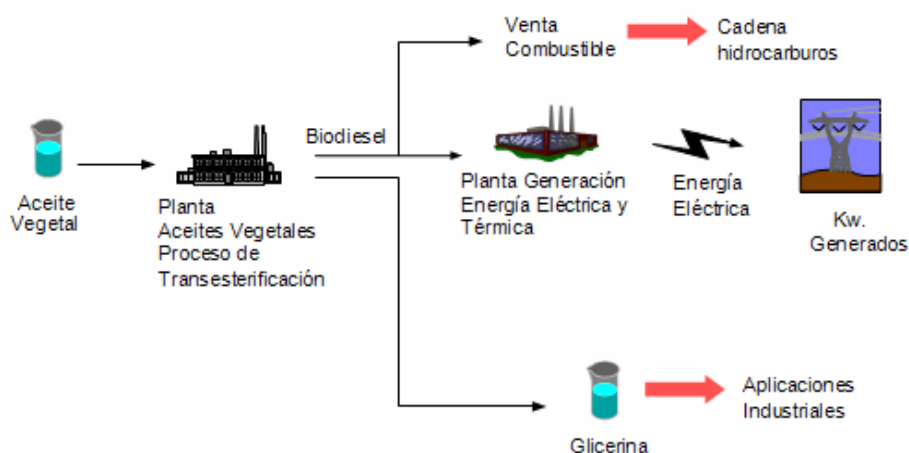 Venta
Combustible
Cadena
hidrocarburos
Biodiesel
Aceite
Vegetal
Planta
Aceites Vegetales
Proceso de
Transesterificación
Planta Generación
Energía Eléctrica y
Térmica
Energía
Eléctrica
Kw.
Generados
Glicerina
Aplicaciones
Industriales